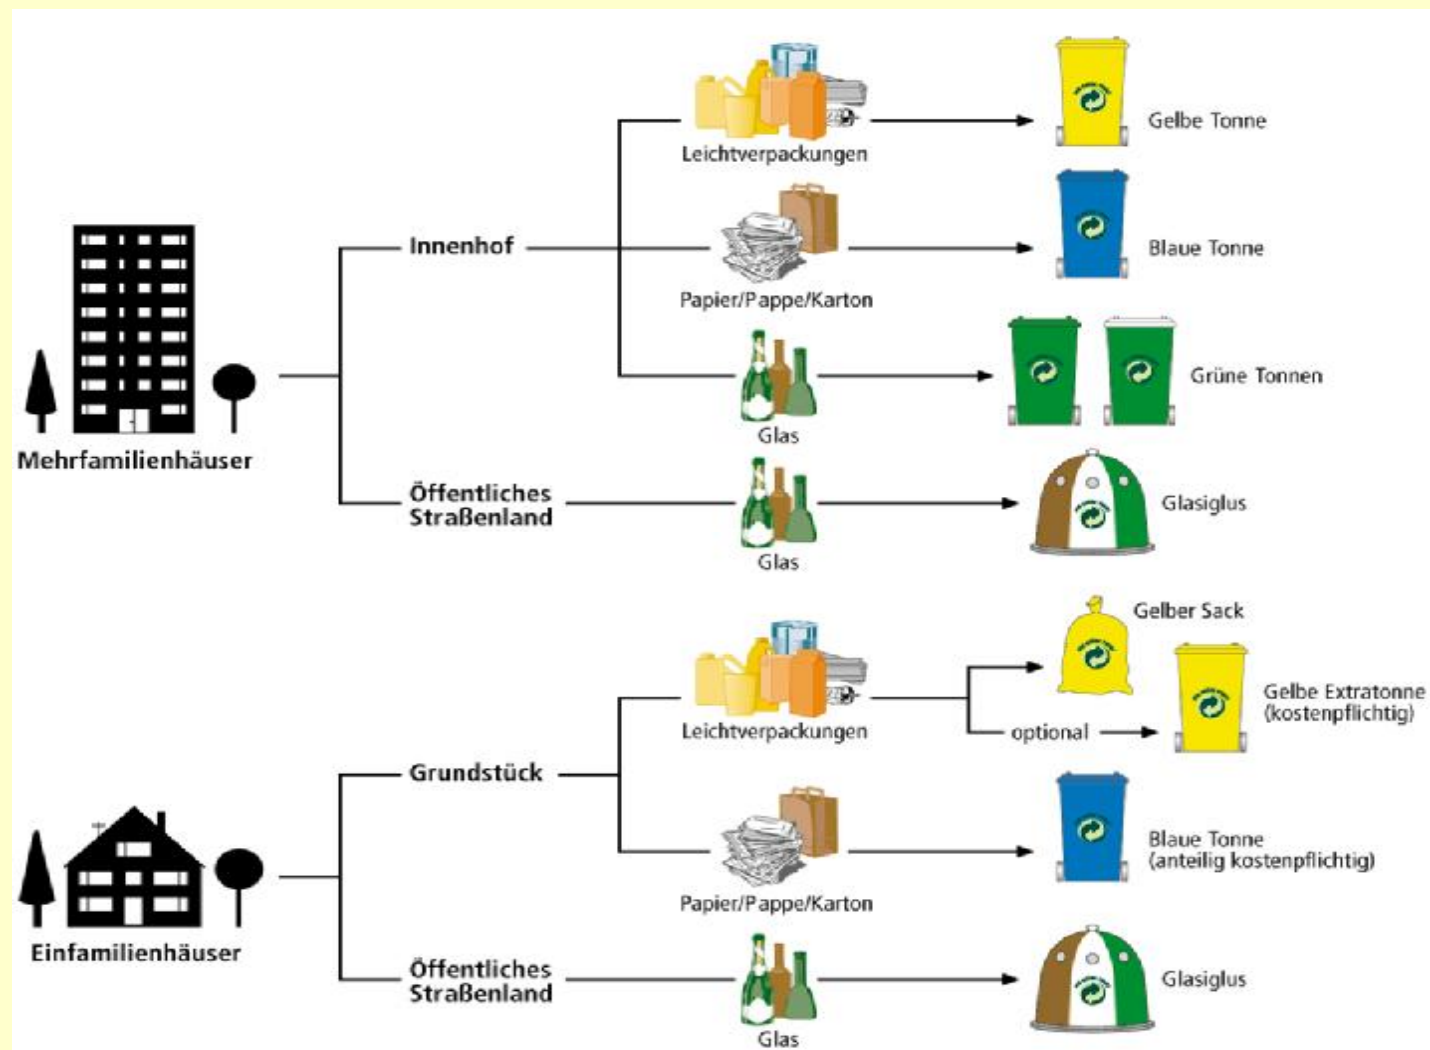 Leichtverpackungen
Gelbe Tonne
Innenhof
Papier/Pappe/Karton
Blaue Tonne
Glas
Grüne Tonnen
Mehrfamilienhäuser
Öffentliches
Straßenland
Glas
Glasiglus
Leichtverpackungen
Gelber Sack
optional
Gelbe Extratonne
(kostenpflichtig)
Grundstück
Papier/Pappe/Karton
Blaue Tonne
(anteilig kostenpflichtig)
Einfamilienhäuser
Öffentliches
Straßenland
Glas
Glasiglus